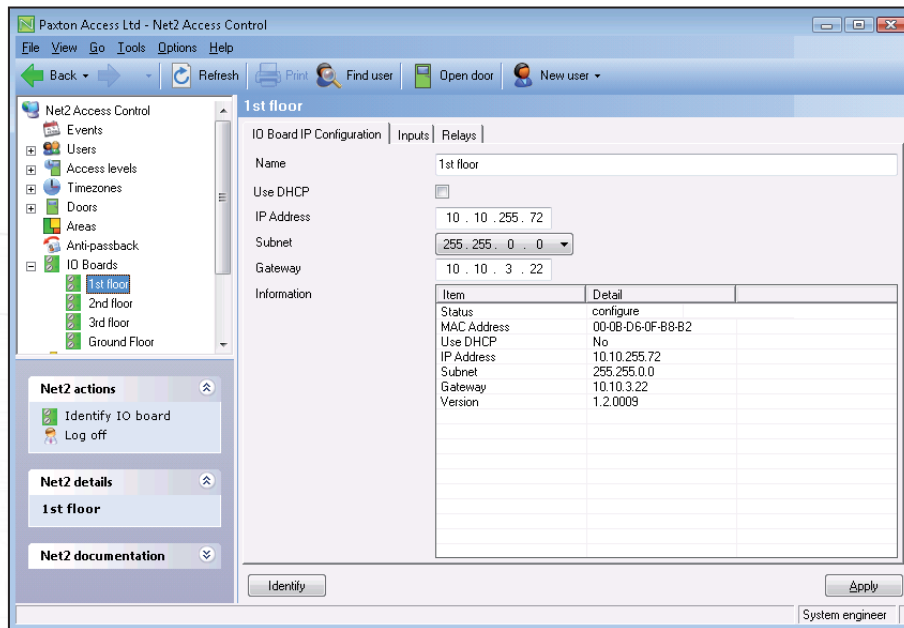 Paxton Access Ltd - Net2 Access Control
File View Go Tools Options Help
Back Refresh Print Find user Open door New user
Net2 Access Control
Events
Users
Access levels
Timezones
Doors
Areas
Anti-passback
IO Boards
1st floor
2nd floor
3rd floor
Ground Floor
Net2 actions
Identify IO board
Log off
Net2 details
1st floor
Net2 documentation
1st floor
IO Board IP Configuration Inputs Relays
Name 1st floor
Use DHCP
IP Address 10 . 10 . 255 . 72
Subnet 255 . 255 . 0 . 0
Gateway 10 . 10 . 3 . 22
Information
Item Detail
Status configure
MAC Address 00-0B-D6-0F-B8-B2
Use DHCP No
IP Address 10.10.255.72
Subnet 255.255.0.0
Gateway 10.10.3.22
Version 1.2.0009
Identify Apply
System engineer